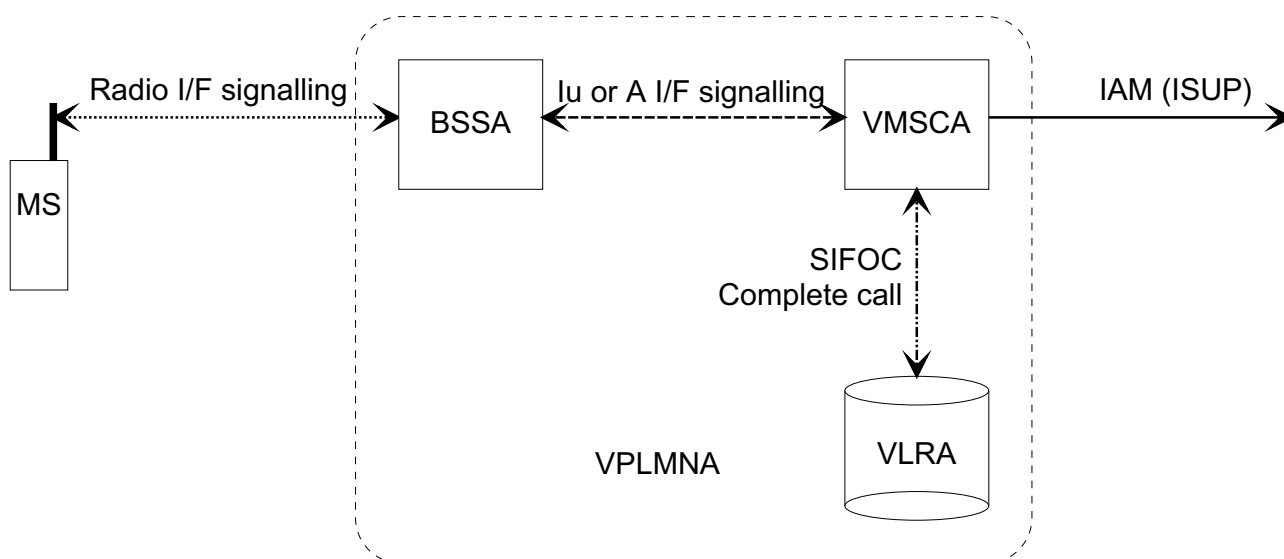 Radio I/F signalling
BSSA
Iu or A I/F signalling
VMSCA
IAM (ISUP)
MS
SIFOC
Complete call
VPLMNA
VLRA